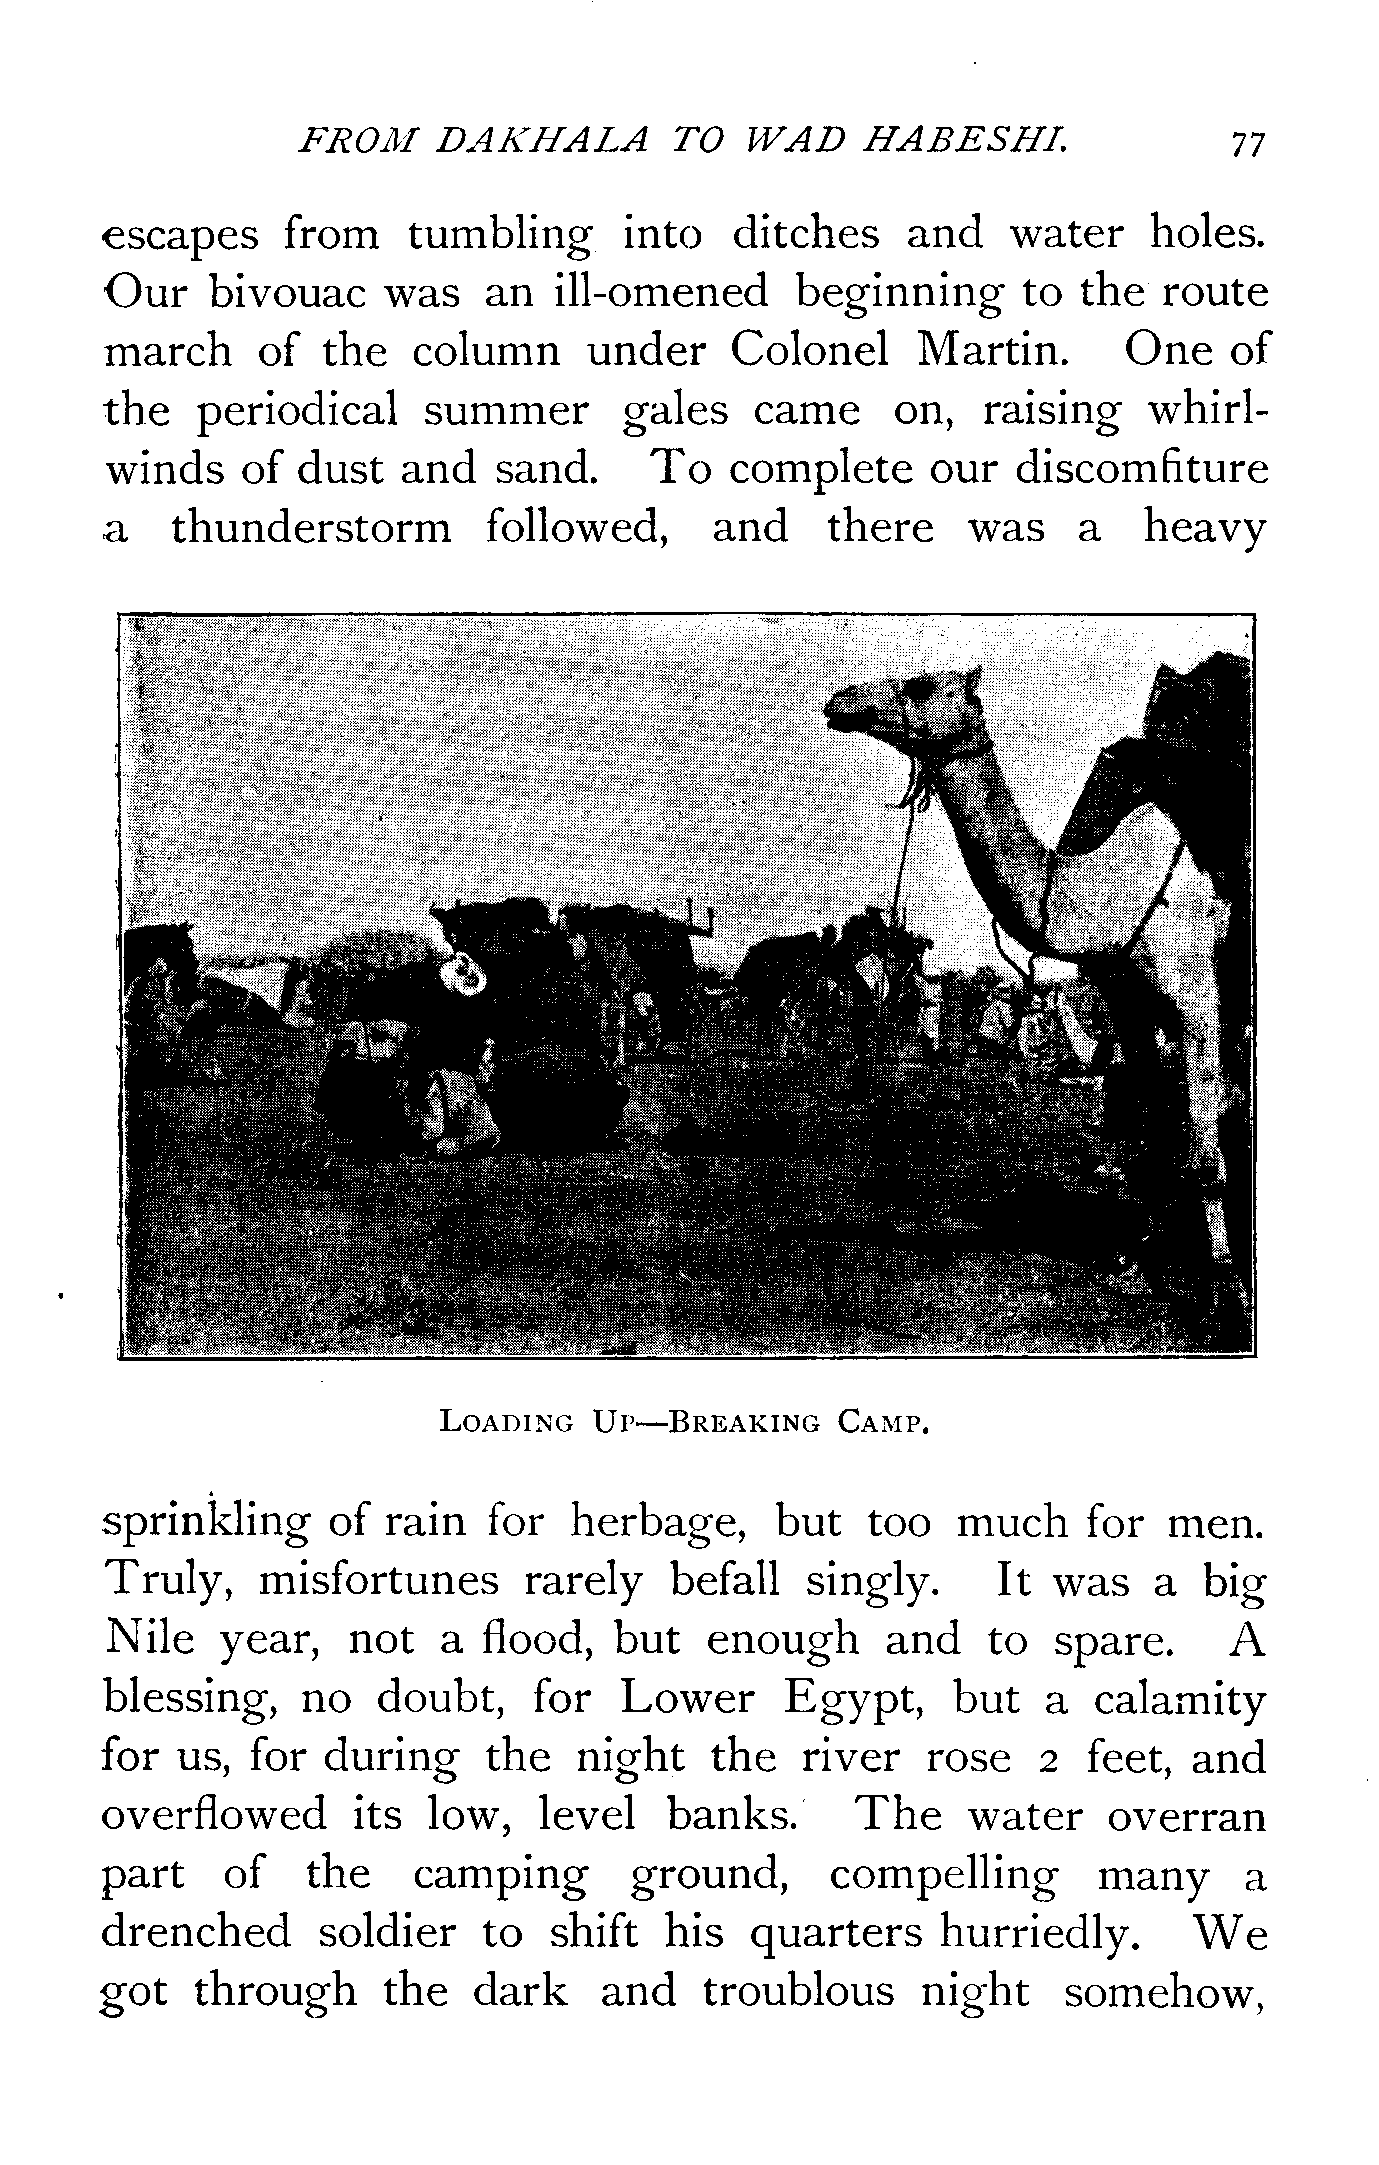 FROM DAKHALA TO WAD HABESHI. 77
escapes from tumbling into ditches and water holes.
Our bivouac was an ill-omened beginning to the route
march of the column under Colonel Martin. One of
the periodical summer gales came on, raising whirl-
winds of dust and sand. To complete our discomfiture
a thunderstorm followed, and there was a heavy
LOADING UP—BREAKING CAMP.
sprinkling of rain for herbage, but too much for men.
Truly, misfortunes rarely befall singly. It was a big
Nile year, not a flood, but enough and to spare. A
blessing, no doubt, for Lower Egypt, but a calamity
for us, for during the night the river rose 2 feet, and
overflowed its low, level banks. The water overran
part of the camping ground, compelling many a
drenched soldier to shift his quarters hurriedly. We
got through the dark and troublous night somehow,